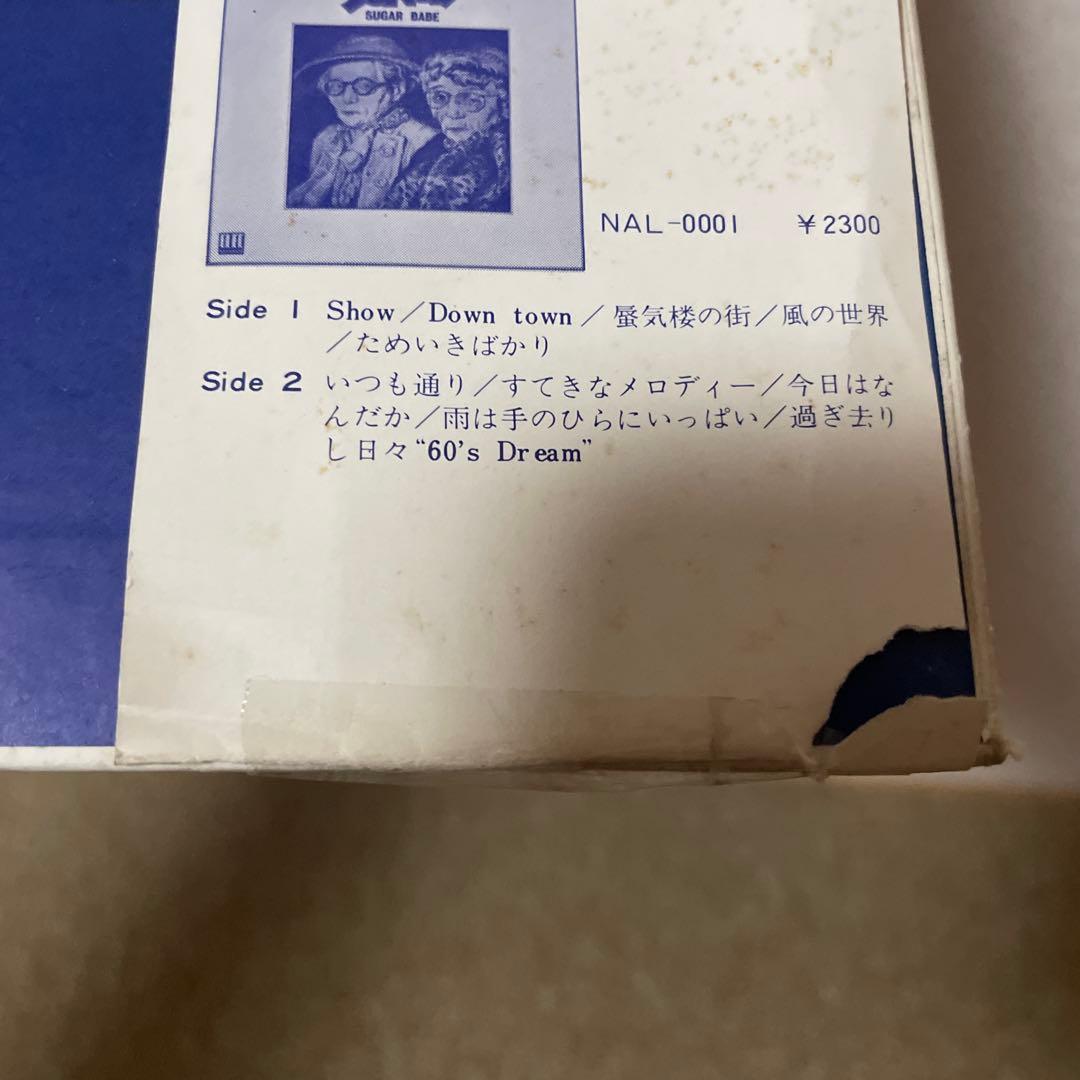 SUGAR BABE
NAL-0001 ¥2300
Side 1 Show/Down town/蜃気楼の街/風の世界
/ためいきばかり
Side 2 いつも通り/すてきなメロディー/今日はな
んだか/雨は手のひらにいっぱい/過ぎ去り
し日々“60's Dream”